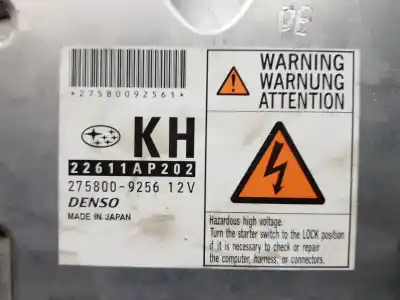 DE
*2758009256l*
KH
22611AP202
275800-9256 12V
DENSO
MADE IN JAPAN
WARNING
WARNUNG
ATTENTION
Hazardous high voltage.
Turn the starter switch to the LOCK position
if it is necessary to check or repair
the computer, harness, or connectors.